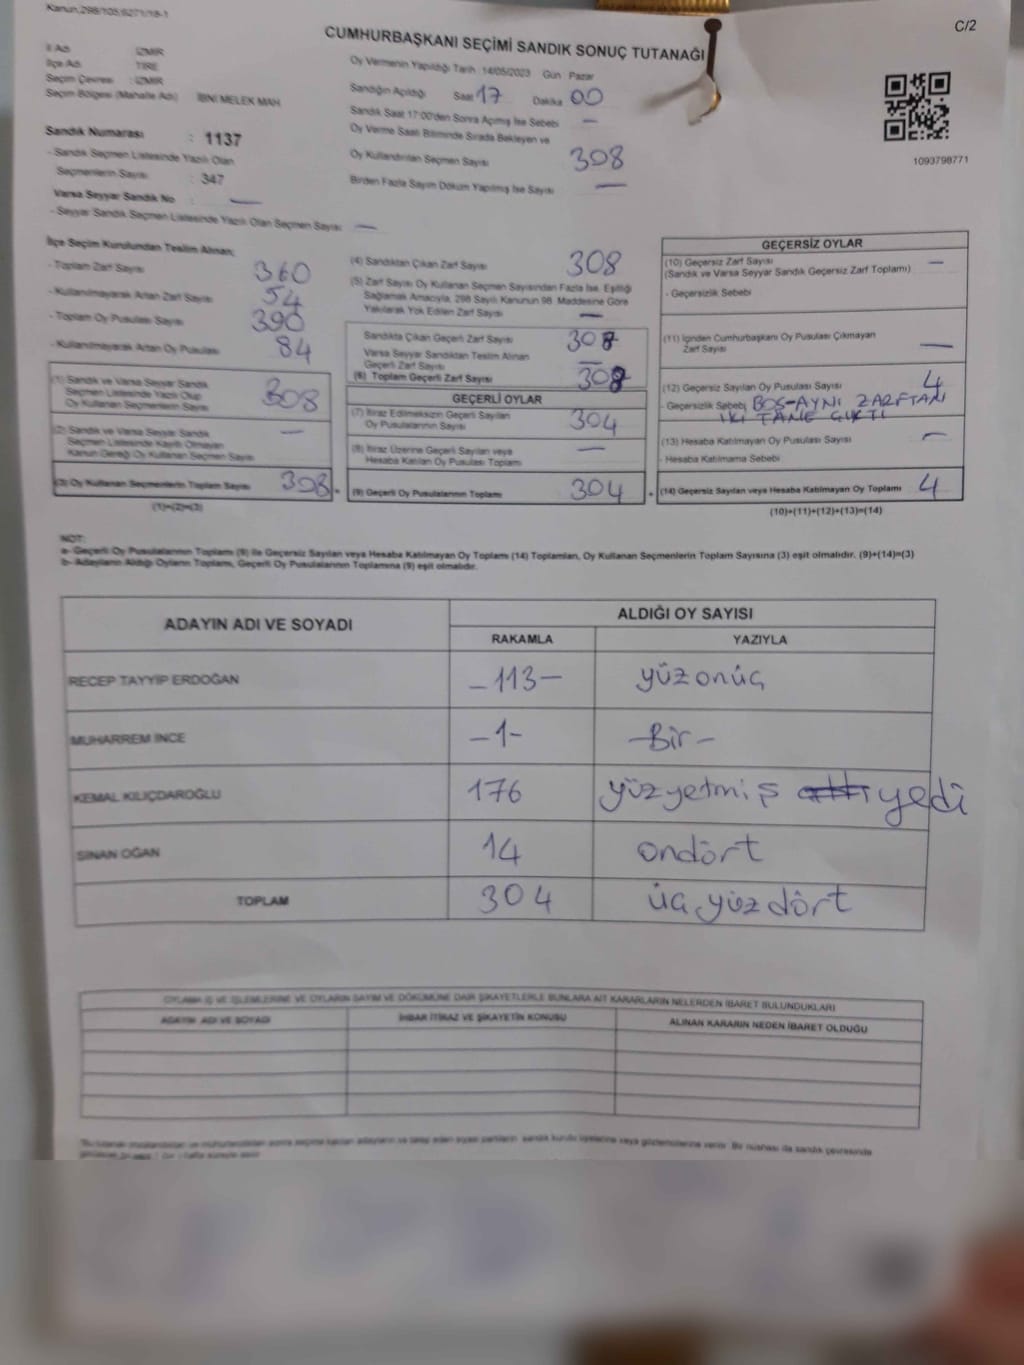 Kanun,298/105,6271/18-1
C/2
CUMHURBAŞKANI SEÇİMİ SANDIK SONUÇ TUTANAĞI
İl Adı : İZMİR
İlçe Adı : TİRE
Seçim Çevresi : İZMİR
Seçim Bölgesi (Mahalle Adı) İBNİ MELEK MAH
Sandık Numarası : 1137
- Sandık Seçmen Listesinde Yazılı Olan
Seçmenlerin Sayısı : 347
Varsa Seyyar Sandık No : —
- Seyyar Sandık Seçmen Listesinde Yazılı Olan Seçmen Sayısı —
Oy Vermenin Yapıldığı Tarih :14/05/2023 Gün Pazar
Sandığın Açıldığı Saat 17 Dakika 00
Sandık Saat 17:00'den Sonra Açılmış İse Sebebi —
Oy Verme Saati Bitiminde Sırada Bekleyen ve
Oy Kullandırılan Seçmen Sayısı 308
Birden Fazla Sayım Döküm Yapılmış İse Sayısı —
1093798771
İlçe Seçim Kurulundan Teslim Alınan;
- Toplam Zarf Sayısı 360
- Kullanılmayarak Artan Zarf Sayısı 54
- Toplam Oy Pusulası Sayısı 390
- Kullanılmayarak Artan Oy Pusulası 84
(1) Sandık ve Varsa Seyyar Sandık
Seçmen Listesinde Yazılı Olup
Oy Kullanan Seçmenlerin Sayısı 308
(2) Sandık ve Varsa Seyyar Sandık
Seçmen Listesinde Kayıtlı Olmayan
Kanun Gereği Oy Kullanan Seçmen Sayısı —
(3) Oy Kullanan Seçmenlerin Toplam Sayısı 308
(1)+(2)=(3)
(4) Sandıktan Çıkan Zarf Sayısı 308
(5) Zarf Sayısı Oy Kullanan Seçmen Sayısından Fazla İse, Eşitliği
Sağlamak Amacıyla, 298 Sayılı Kanunun 98. Maddesine Göre
Yakılarak Yok Edilen Zarf Sayısı —
Sandıkta Çıkan Geçerli Zarf Sayısı 308
Varsa Seyyar Sandıktan Teslim Alınan
Geçerli Zarf Sayısı —
(6) Toplam Geçerli Zarf Sayısı 308
GEÇERLİ OYLAR
(7) İtiraz Edilmeksizin Geçerli Sayılan
Oy Pusulalarının Sayısı 304
(8) İtiraz Üzerine Geçerli Sayılan veya
Hesaba Katılan Oy Pusulası Toplamı —
(9) Geçerli Oy Pusulalarının Toplamı 304
GEÇERSİZ OYLAR
(10) Geçersiz Zarf Sayısı —
(Sandık ve Varsa Seyyar Sandık Geçersiz Zarf Toplamı)
- Geçersizlik Sebebi
(11) İçinden Cumhurbaşkanı Oy Pusulası Çıkmayan
Zarf Sayısı —
(12) Geçersiz Sayılan Oy Pusulası Sayısı 4
- Geçersizlik Sebebi BOŞ-AYNI ZARFTAN
İKİ TANE ÇIKTI
(13) Hesaba Katılmayan Oy Pusulası Sayısı —
- Hesaba Katılmama Sebebi
(14) Geçersiz Sayılan veya Hesaba Katılmayan Oy Toplamı 4
(10)+(11)+(12)+(13)=(14)
NOT:
a- Geçerli Oy Pusulalarının Toplamı (9) ile Geçersiz Sayılan veya Hesaba Katılmayan Oy Toplamı (14) Toplamları, Oy Kullanan Seçmenlerin Toplam Sayısına (3) eşit olmalıdır. (9)+(14)=(3)
b- Adayların Aldığı Oyların Toplamı, Geçerli Oy Pusulalarının Toplamına (9) eşit olmalıdır.
ADAYIN ADI VE SOYADI ALDIĞI OY SAYISI
RAKAMLA YAZIYLA
RECEP TAYYİP ERDOĞAN -113- yüzonüç
MUHARREM İNCE -1- -Bir-
KEMAL KILIÇDAROĞLU 176 yüzyetmiş altı yedi
SİNAN OĞAN 14 ondört
TOPLAM 304 üç yüz dört
OYLAMA İŞ VE İŞLEMLERİNE VE OYLARIN SAYIM VE DÖKÜMÜNE DAİR ŞİKAYETLERLE BUNLARA AİT KARARLARIN NELERDEN İBARET BULUNDUKLARI
ADAYIN ADI VE SOYADI İHBAR İTİRAZ VE ŞİKAYETİN KONUSU ALINAN KARARIN NEDEN İBARET OLDUĞU